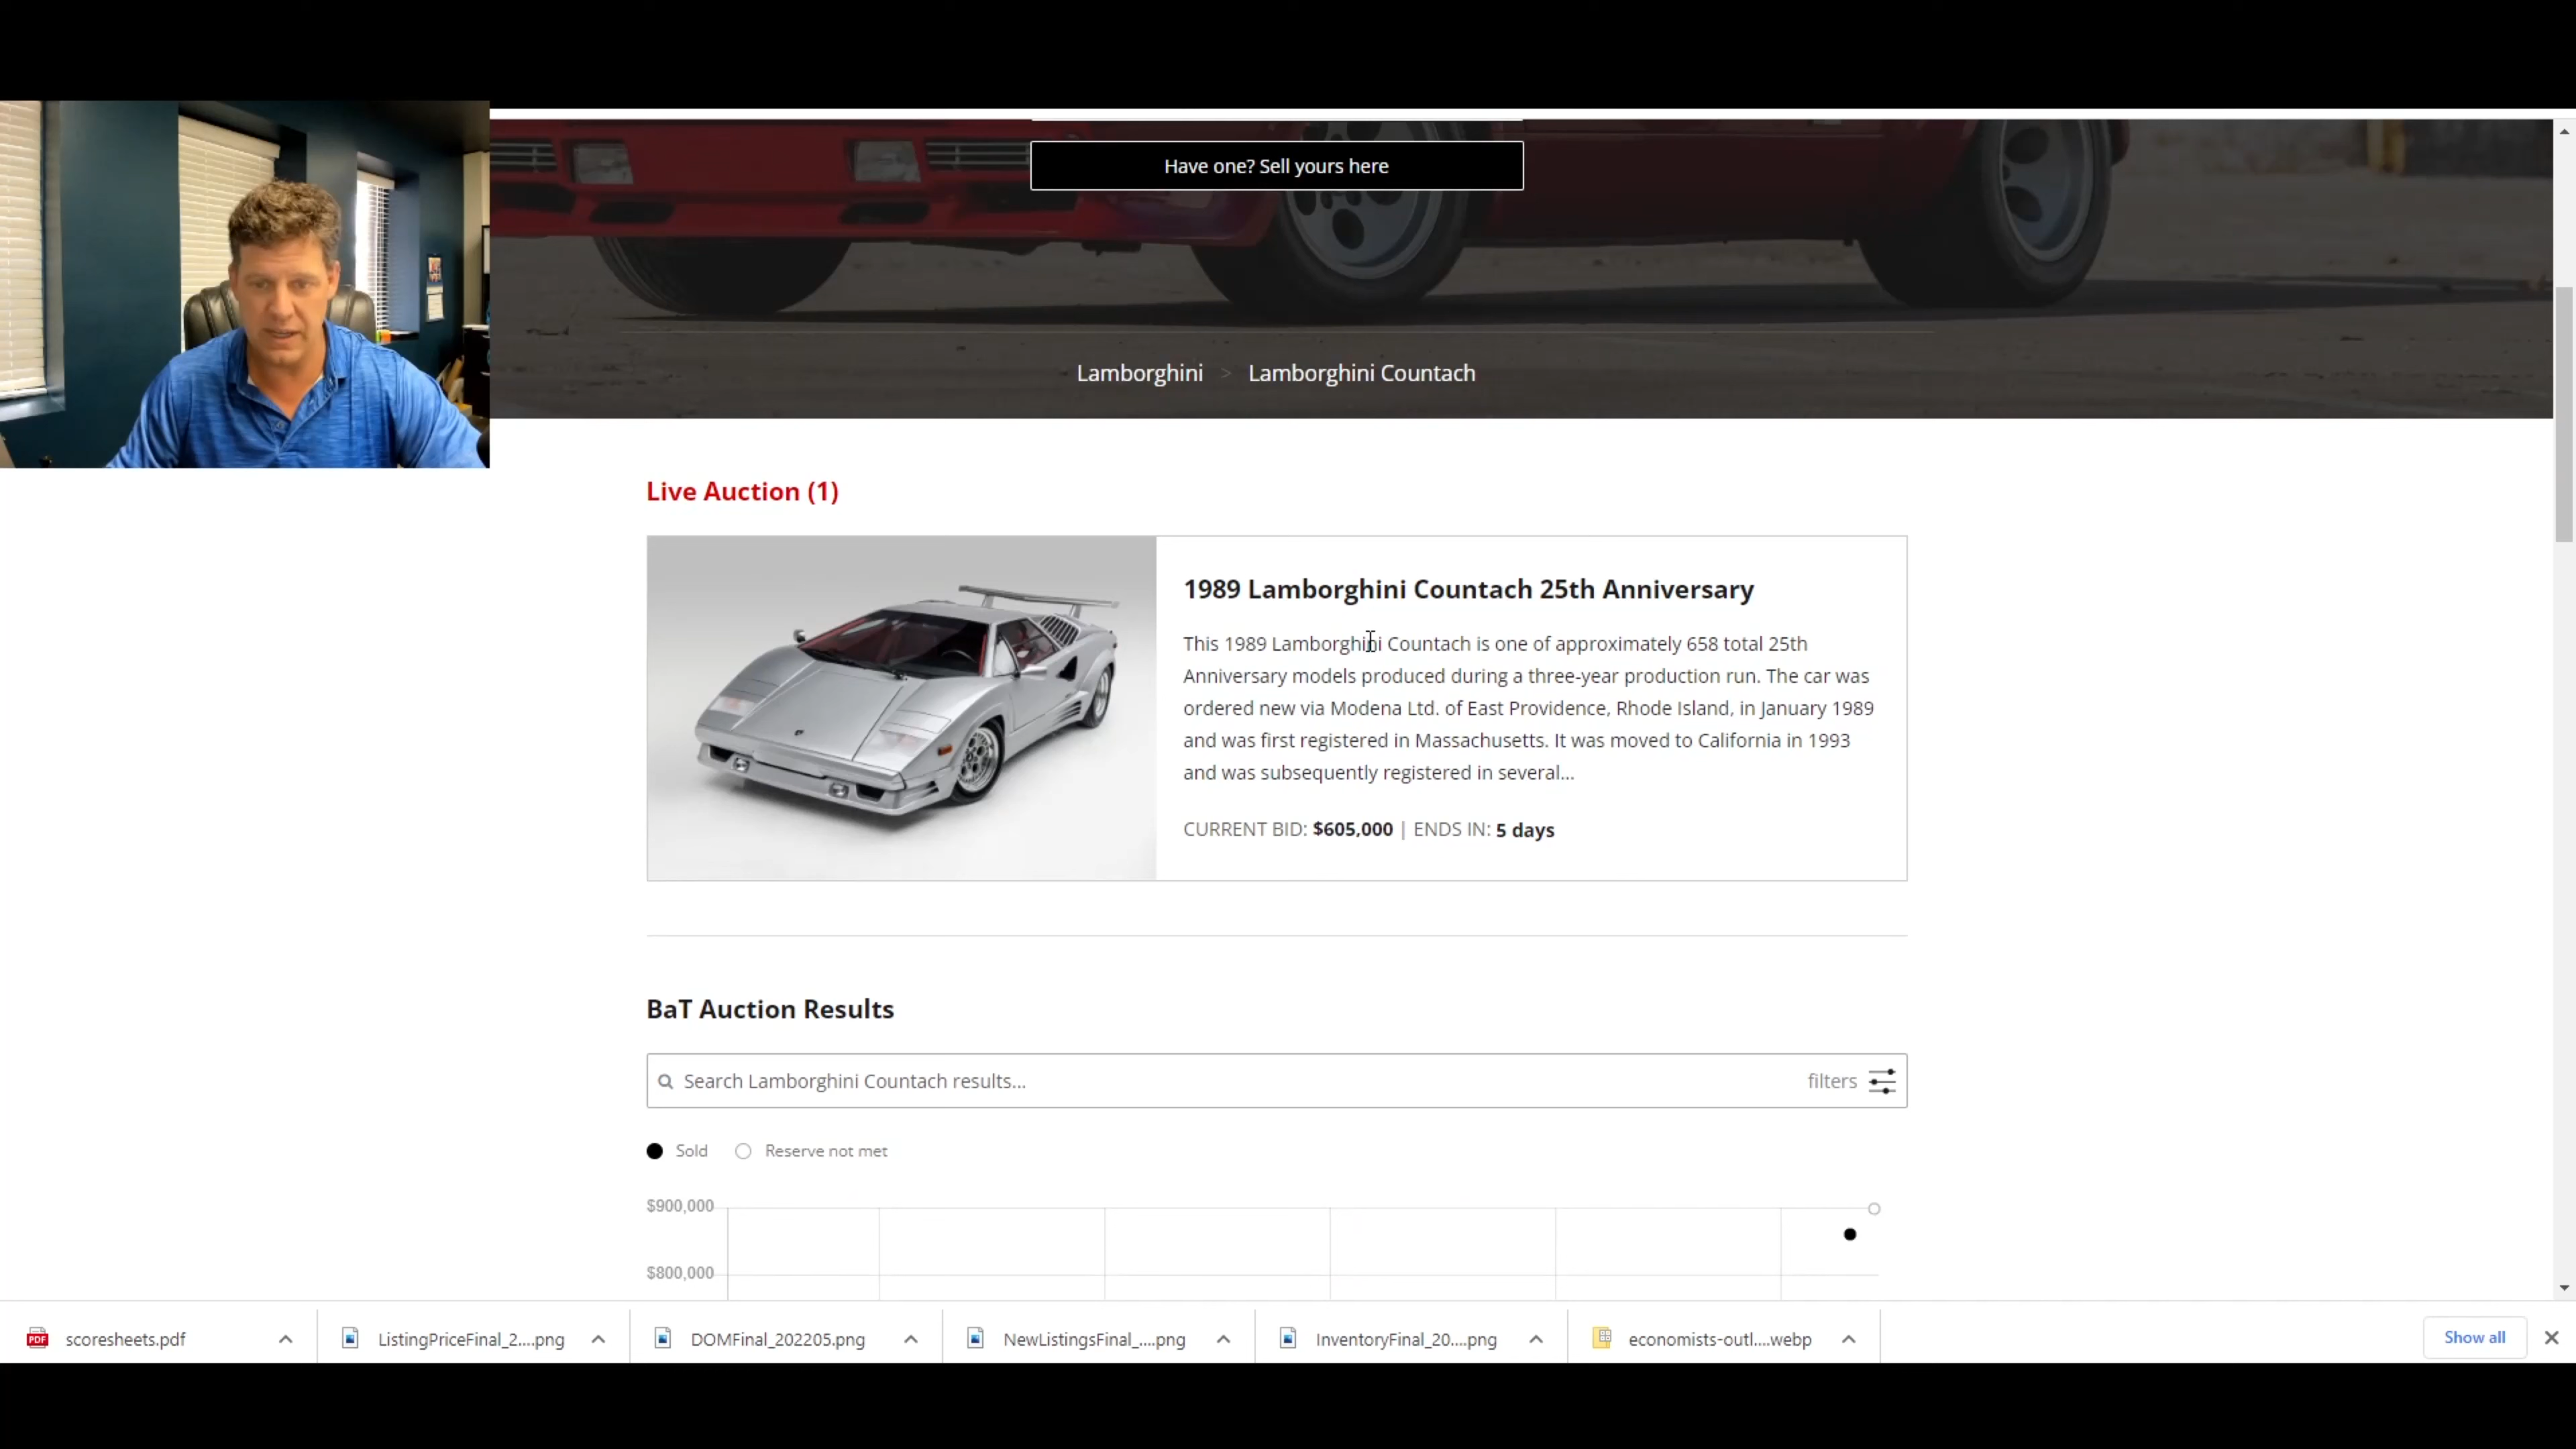 Have one? Sell yours here
Lamborghini > Lamborghini Countach
Live Auction (1)
1989 Lamborghini Countach 25th Anniversary
This 1989 Lamborghini Countach is one of approximately 658 total 25th
Anniversary models produced during a three-year production run. The car was
ordered new via Modena Ltd. of East Providence, Rhode Island, in January 1989
and was first registered in Massachusetts. It was moved to California in 1993
and was subsequently registered in several...
CURRENT BID: $605,000 | ENDS IN: 5 days
BaT Auction Results
Search Lamborghini Countach results...
filters
Sold
Reserve not met
$900,000
$800,000
PDF
scoresheets.pdf
ListingPriceFinal_2....png
DOMFinal_202205.png
NewListingsFinal_....png
InventoryFinal_20....png
economists-outl....webp
Show all